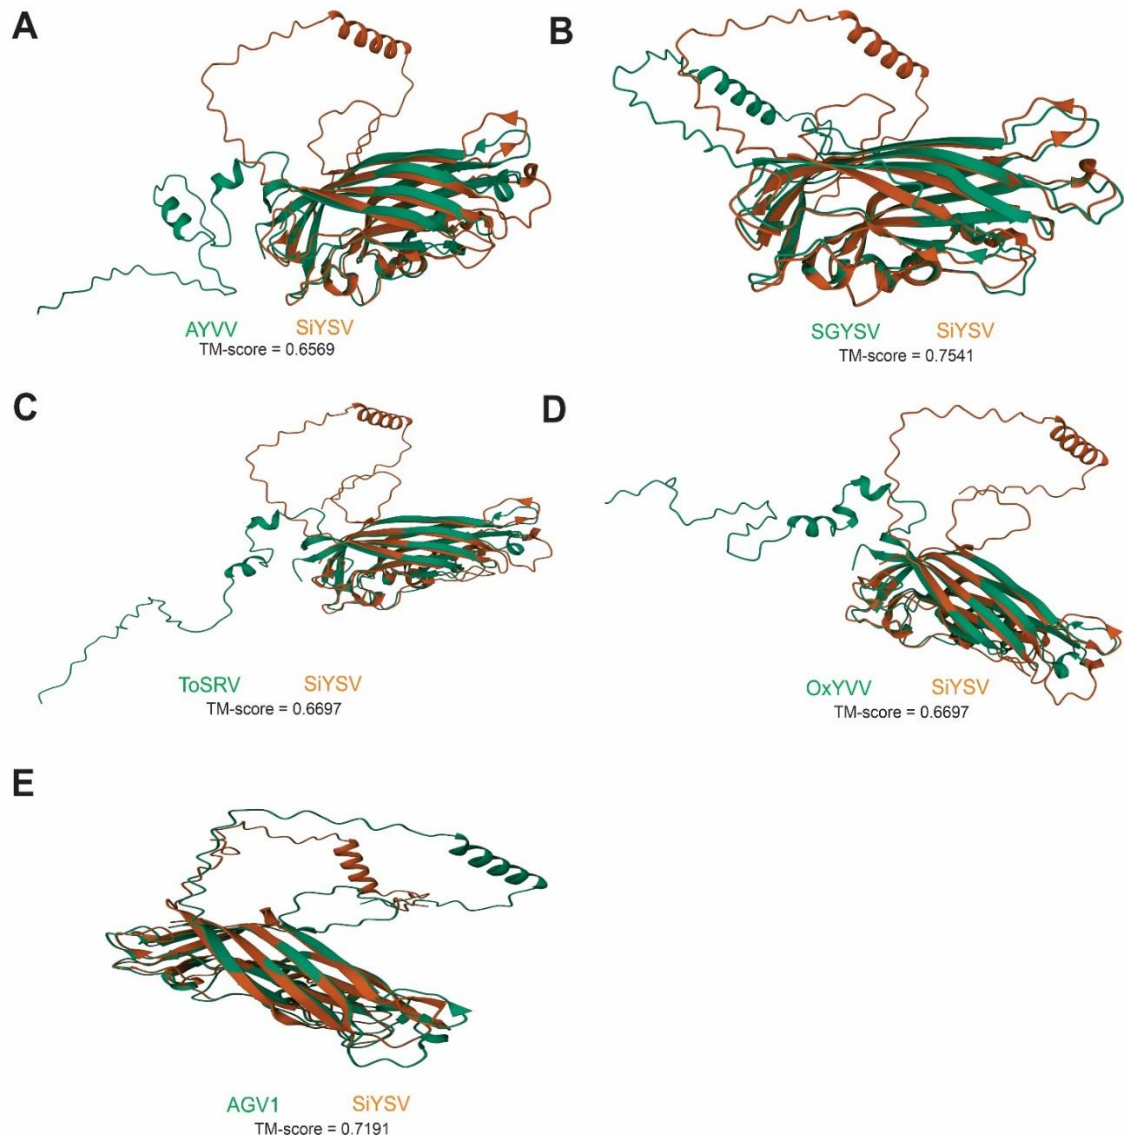 A
B
AYVV SiYSV
TM-score = 0.6569
SGYSV SiYSV
TM-score = 0.7541
C
D
ToSRV SiYSV
TM-score = 0.6697
OxYVV SiYSV
TM-score = 0.6697
E
AGV1 SiYSV
TM-score = 0.7191